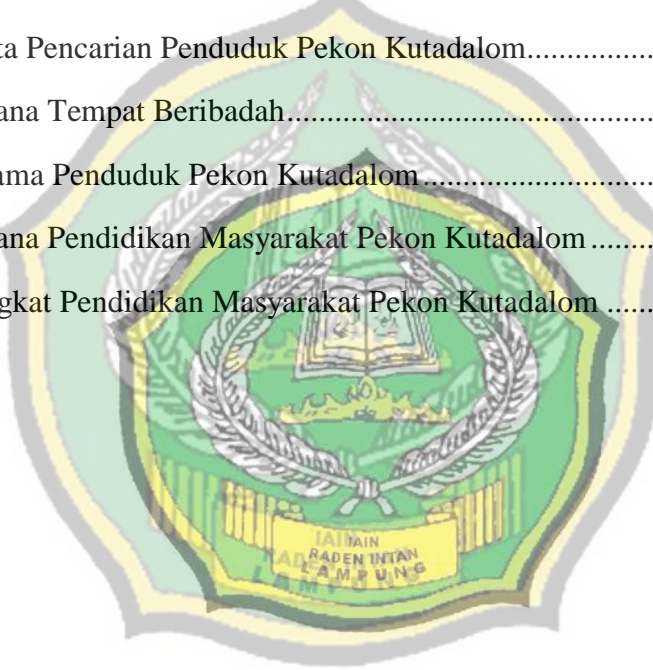 ta Pencarian Penduduk Pekon Kutadalom..................
ana Tempat Beribadah................................................
ama Penduduk Pekon Kutadalom..............................
ana Pendidikan Masyarakat Pekon Kutadalom........
gkat Pendidikan Masyarakat Pekon Kutadalom ......
IAIN
RADEN INTAN
LAMPUNG